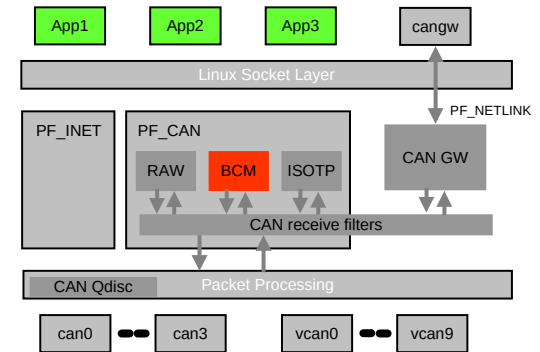 App1
App2
App3
cangw
Linux Socket Layer
PF_NETLINK
PF_INET
PF_CAN
CAN GW
RAW
BCM
ISOTP
CAN receive filters
CAN Qdisc
Packet Processing
can0
can3
vcan0
vcan9